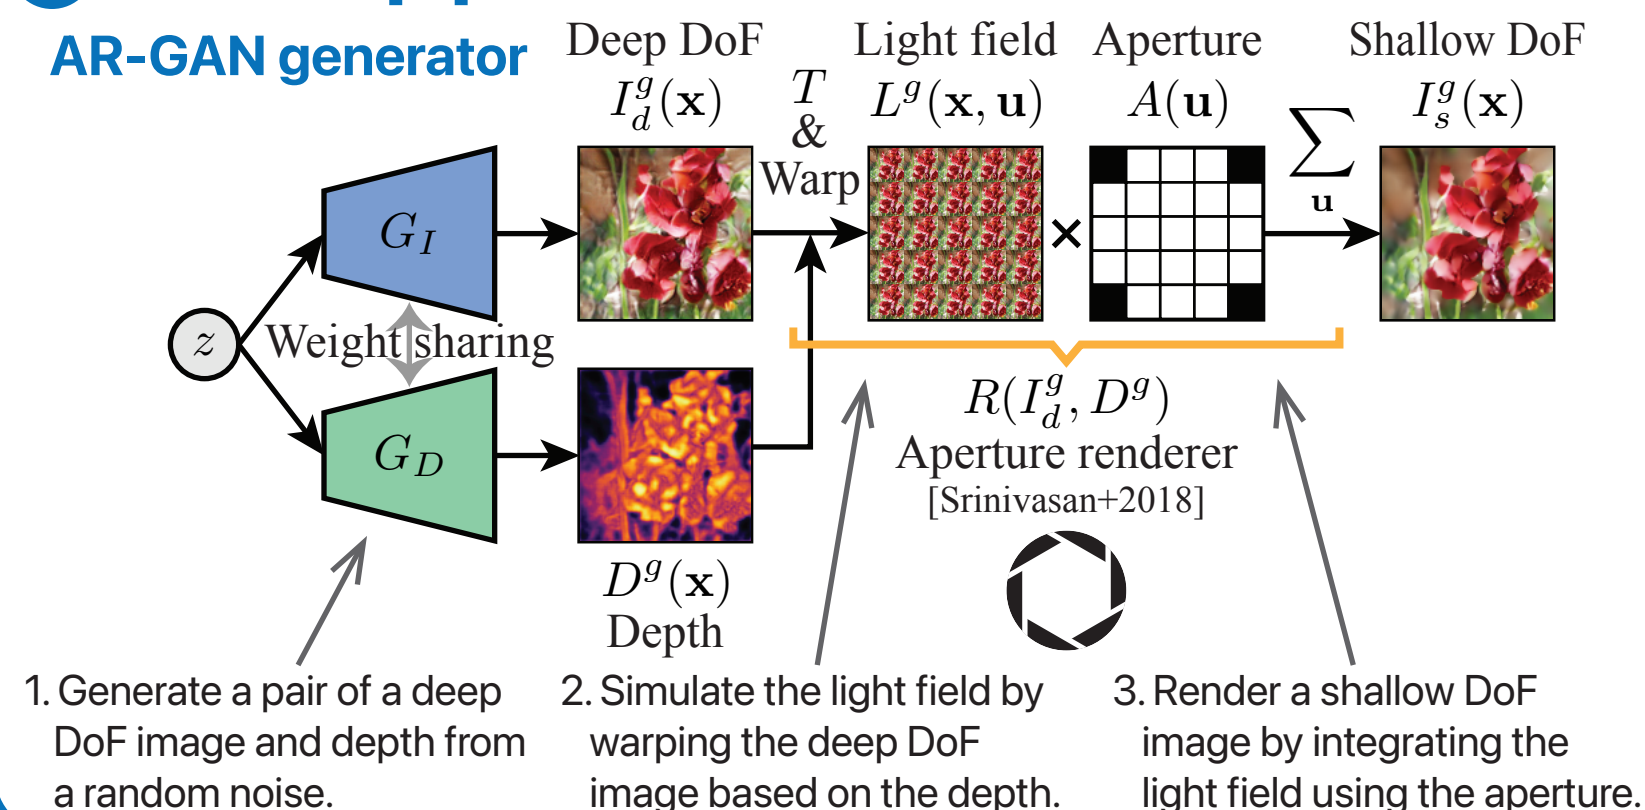 AR-GAN generator
Deep DoF
I_d^g(x)
T
&
Warp
Light field
L^g(x, u)
×
Aperture
A(u)
∑
u
Shallow DoF
I_s^g(x)
G_I
z
Weight sharing
G_D
D^g(x)
Depth
R(I_d^g, D^g)
Aperture renderer
[Srinivasan+2018]
1. Generate a pair of a deep
DoF image and depth from
a random noise.
2. Simulate the light field by
warping the deep DoF
image based on the depth.
3. Render a shallow DoF
image by integrating the
light field using the aperture.